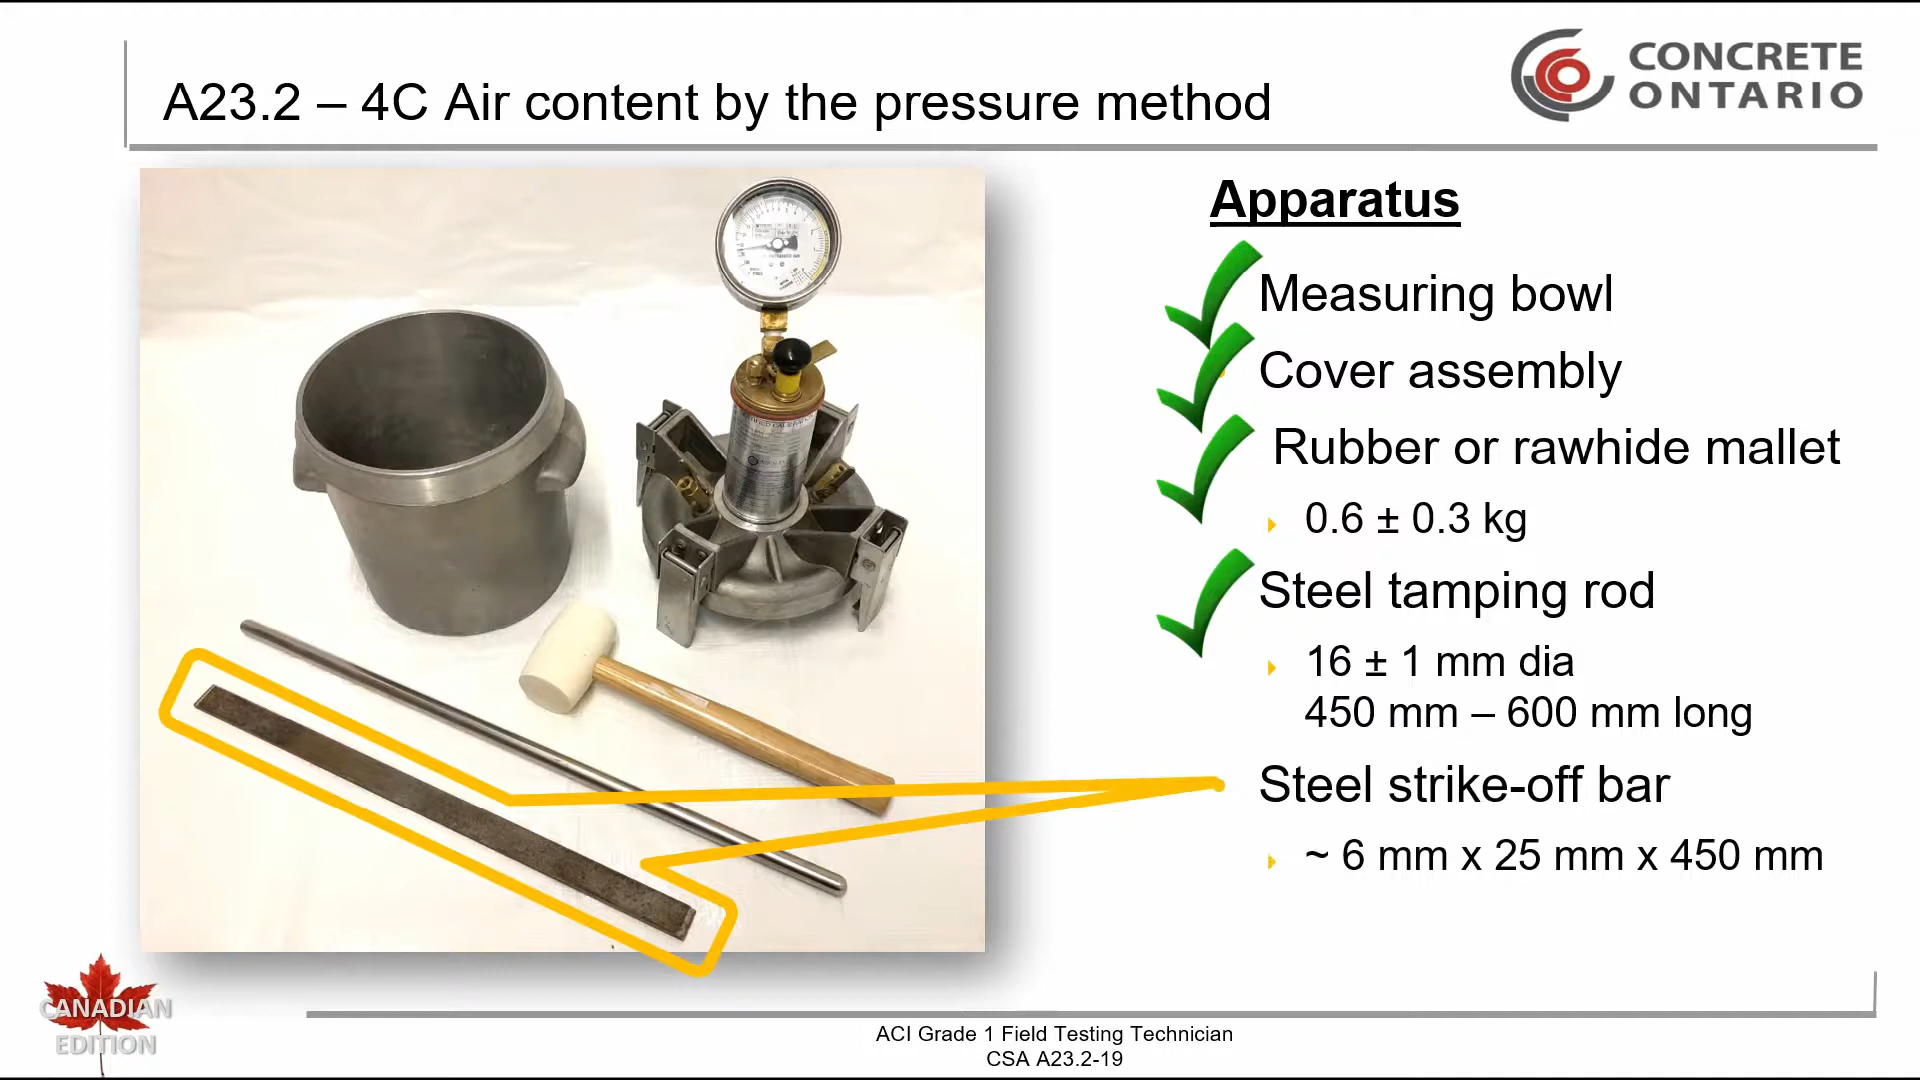 A23.2 – 4C Air content by the pressure method
CONCRETE
ONTARIO
Apparatus
Measuring bowl
Cover assembly
Rubber or rawhide mallet
0.6 ± 0.3 kg
Steel tamping rod
16 ± 1 mm dia
450 mm – 600 mm long
Steel strike-off bar
~ 6 mm x 25 mm x 450 mm
CANADIAN
EDITION
ACI Grade 1 Field Testing Technician
CSA A23.2-19